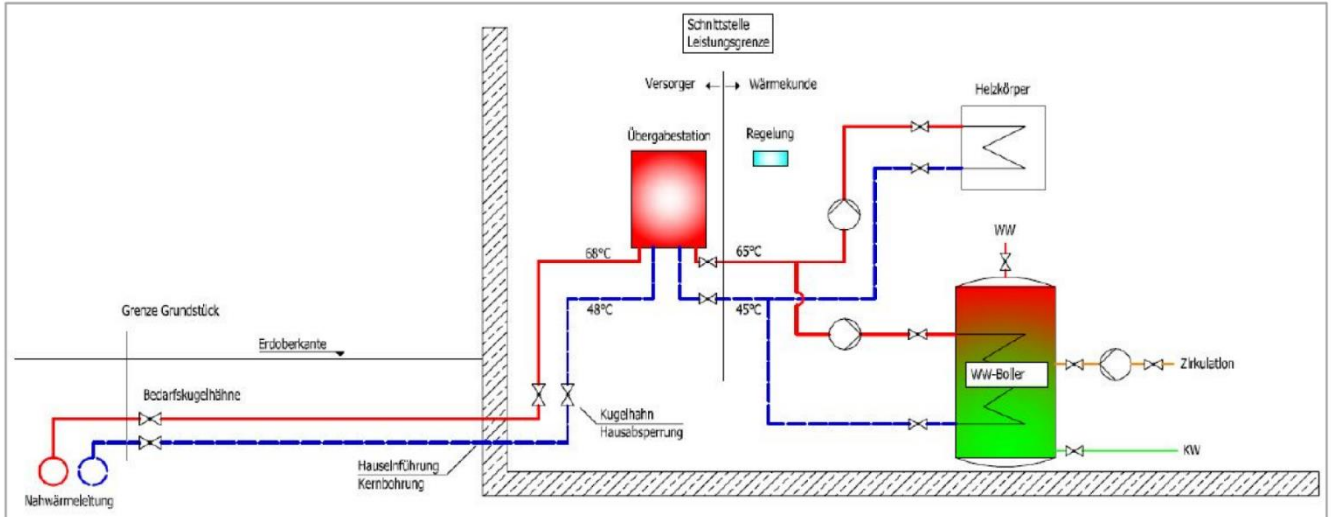 Schnittstelle
Leistungsgrenze
Versorger
Wärmekunde
Heizkörper
Übergabestation
Regelung
WW
68°C
65°C
48°C
45°C
Grenze Grundstück
Erdoberkante
WW-Boiler
Zirkulation
Bedarfskugelhähne
Kugelhahn
Hausabsperrung
KW
Hauseinführung
Kernbohrung
Nahwärmeleitung